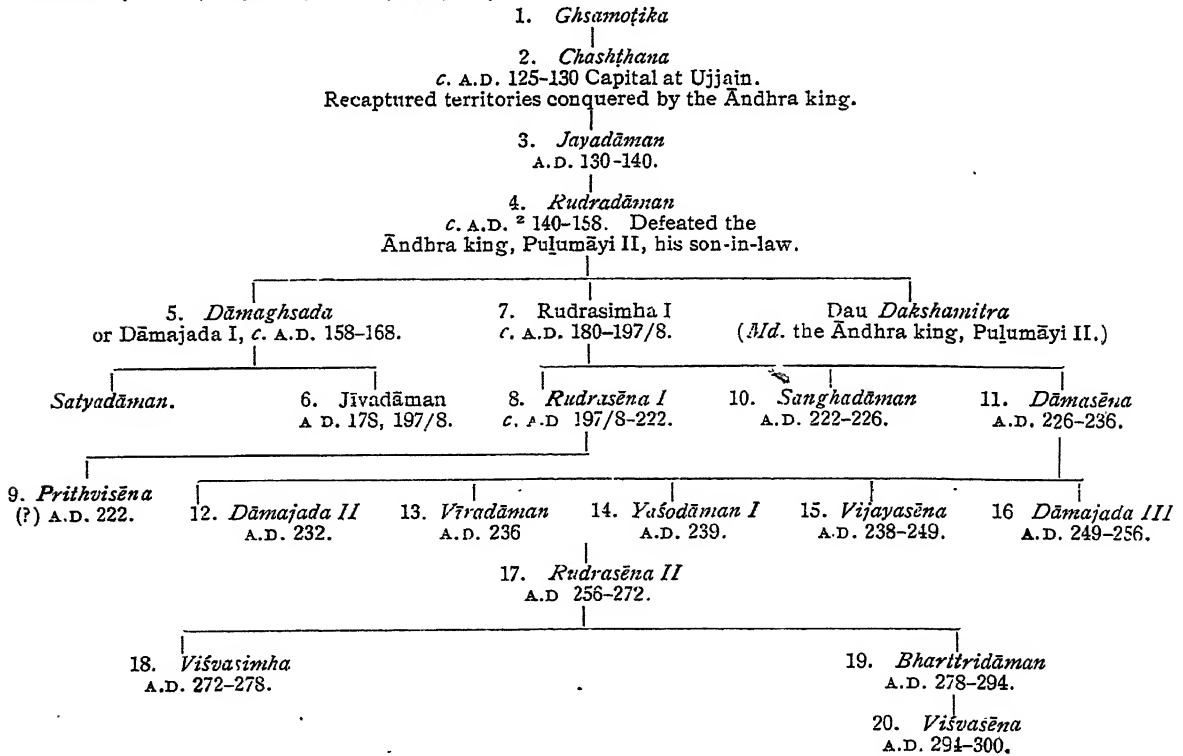 1. Ghsamoṭika
2. Chashṭhana
c. A.D. 125-130 Capital at Ujjain.
Recaptured territories conquered by the Āndhra king.
3. Jayadāman
A.D. 130-140.
4. Rudradāman
c. A.D. ² 140-158. Defeated the
Āndhra king, Puḷumāyi II, his son-in-law.
5. Dāmaghsada
or Dāmajada I, c. A.D. 158-168.
7. Rudrasimha I
c. A.D. 180-197/8.
Dau Dakshamitra
(Md. the Āndhra king, Puḷumāyi II.)
Satyadāman.
6. Jīvadāman
A D. 178, 197/8.
8. Rudrasēna I
c. A.D 197/8-222.
10. Sanghadāman
A.D. 222-226.
11. Dāmasēna
A.D. 226-236.
9. Prithvisēna
(?) A.D. 222.
12. Dāmajada II
A.D. 232.
13. Vīradāman
A.D. 236
14. Yaśodāman I
A.D. 239.
15. Vijayasēna
A.D. 238-249.
16 Dāmajada III
A.D. 249-256.
17. Rudrasēna II
A.D 256-272.
18. Viśvasimha
A.D. 272-278.
19. Bharttridāman
A.D. 278-294.
20. Viśvasēna
A.D. 294-300.